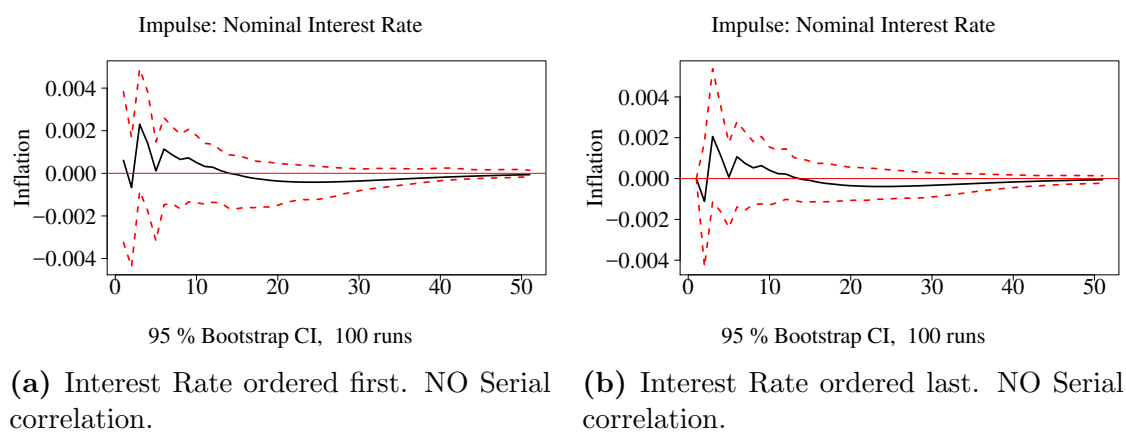 Impulse: Nominal Interest Rate
Inflation
0.004
0.002
0.000
−0.002
−0.004
0 10 20 30 40 50
95 % Bootstrap CI, 100 runs
(a) Interest Rate ordered first. NO Serial
correlation.
Impulse: Nominal Interest Rate
Inflation
0.004
0.002
0.000
−0.002
−0.004
0 10 20 30 40 50
95 % Bootstrap CI, 100 runs
(b) Interest Rate ordered last. NO Serial
correlation.